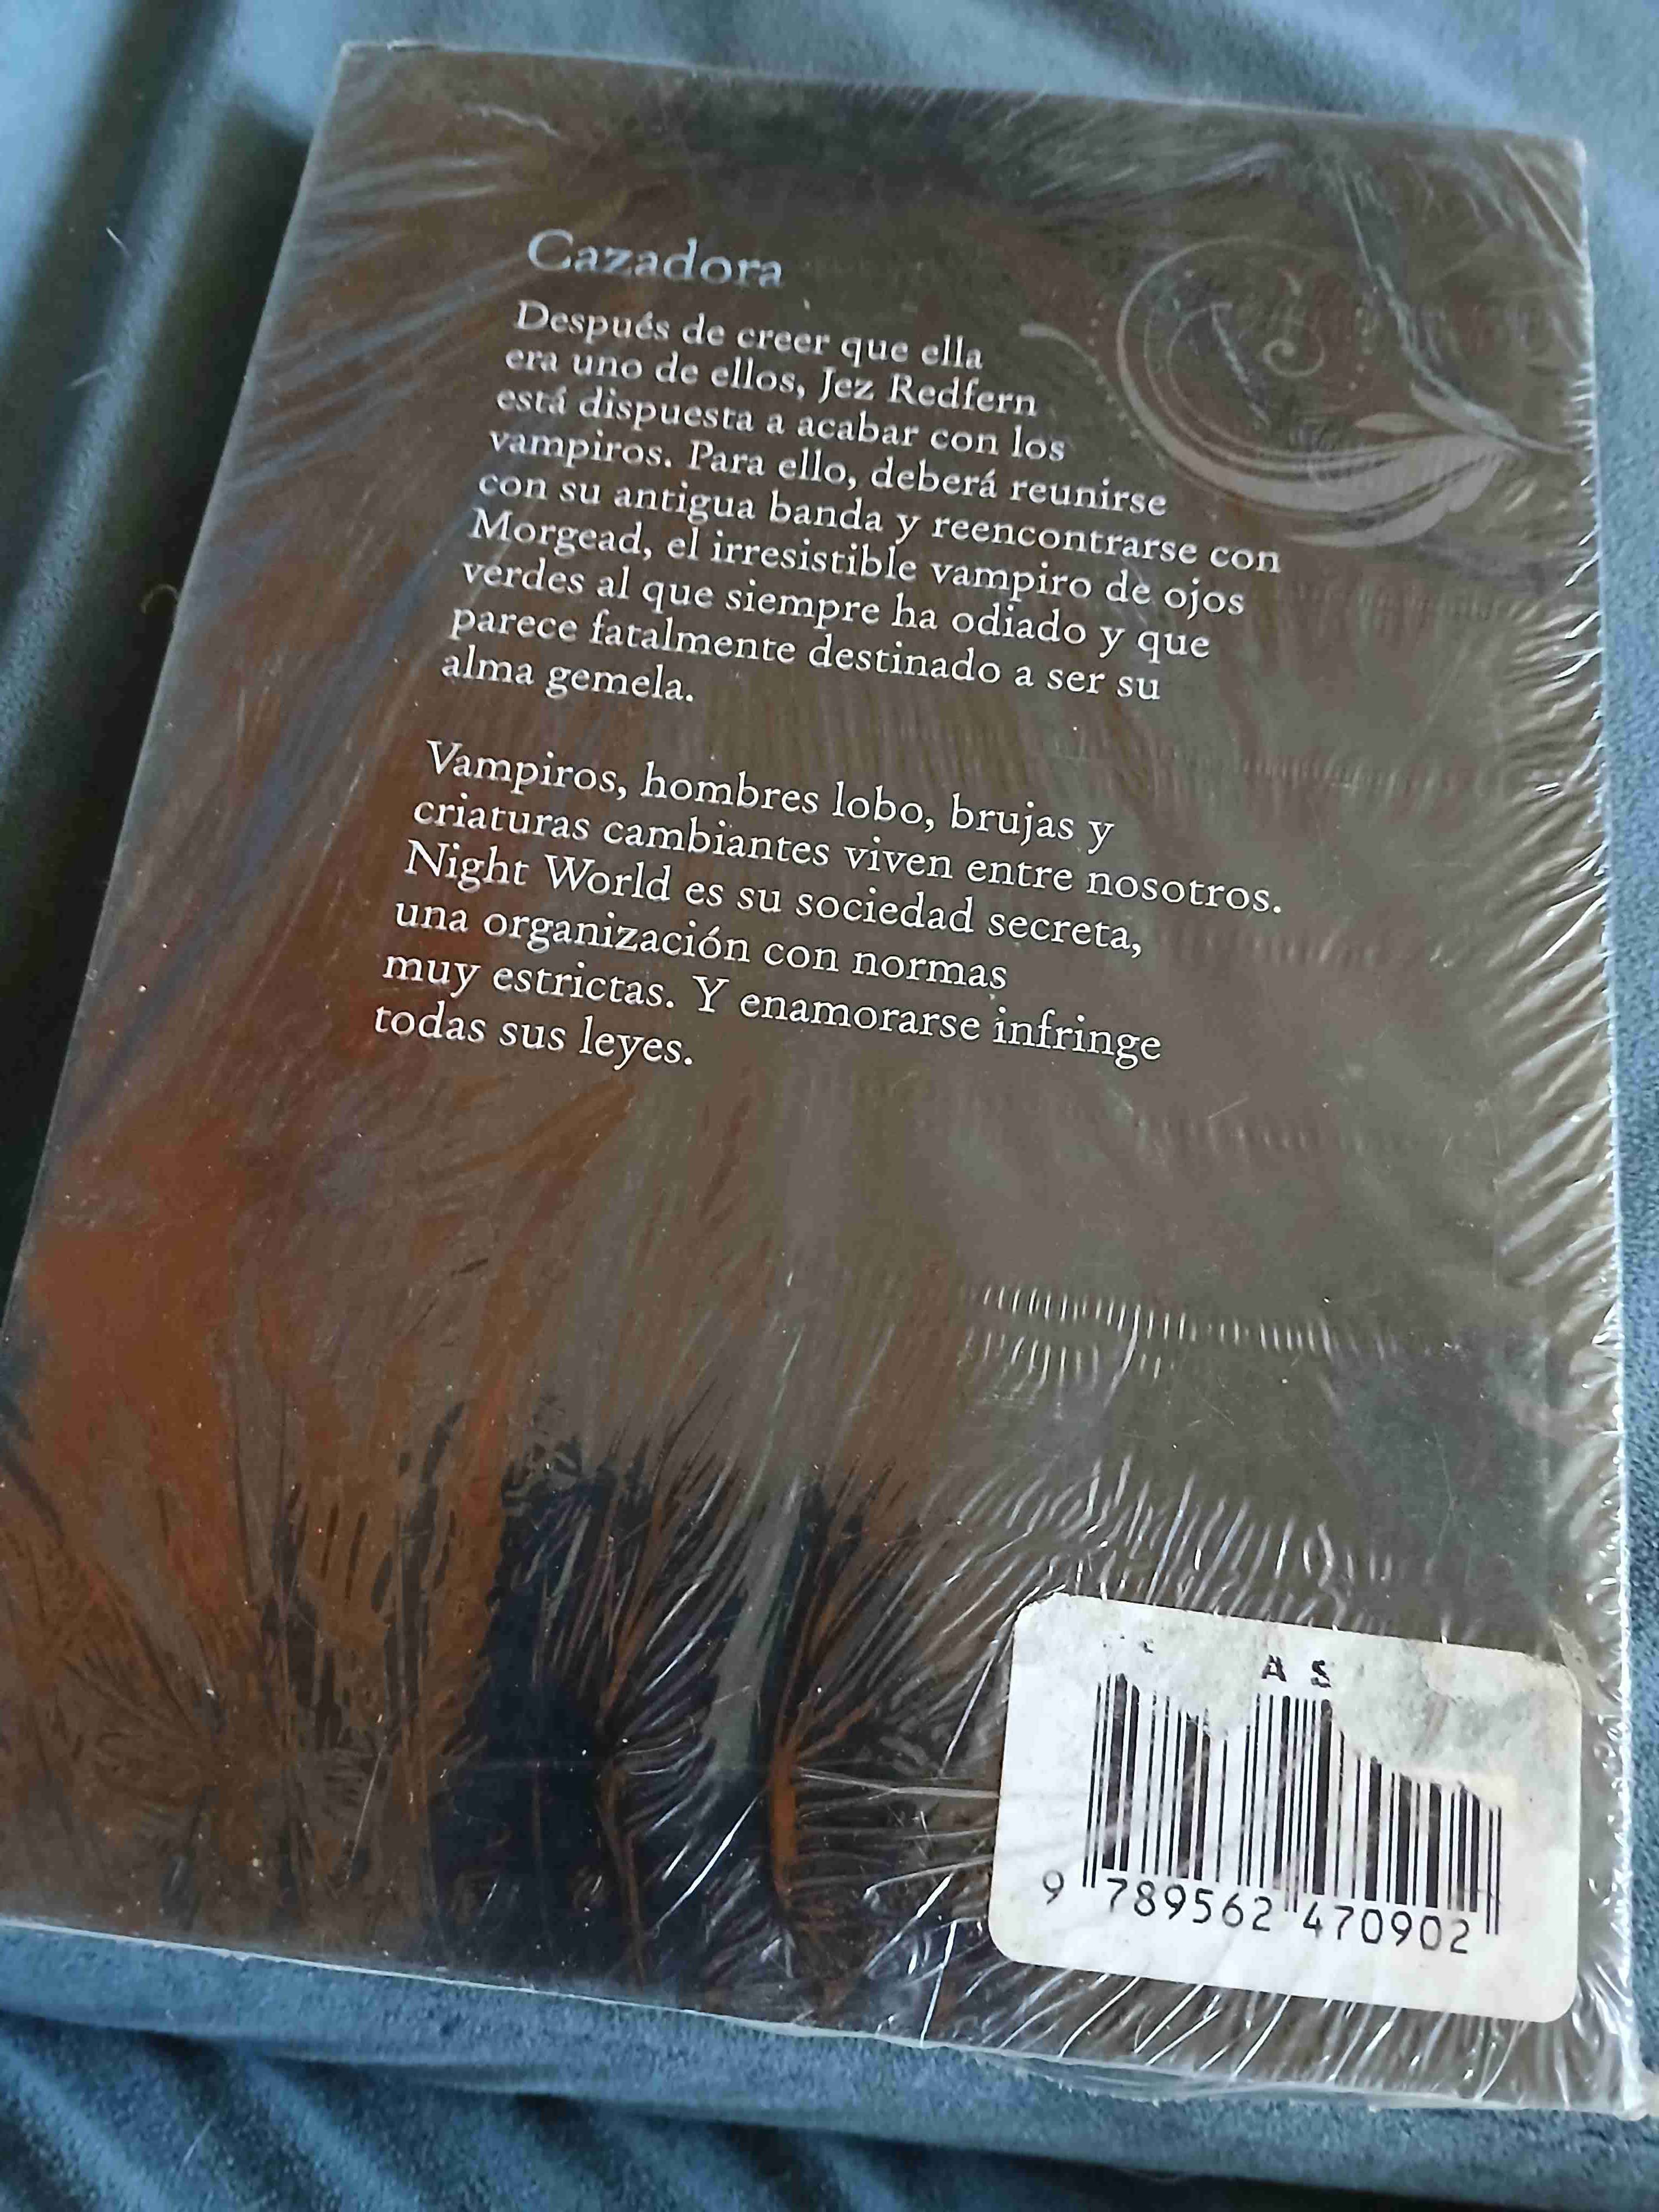 Cazadora
Después de creer que ella
era uno de ellos, Jez Redfern
está dispuesta a acabar con los
vampiros. Para ello, deberá reunirse
con su antigua banda y reencontrarse con
Morgead, el irresistible vampiro de ojos
verdes al que siempre ha odiado y que
parece fatalmente destinado a ser su
alma gemela.
Vampiros, hombres lobo, brujas y
criaturas cambiantes viven entre nosotros.
Night World es su sociedad secreta,
una organización con normas
muy estrictas. Y enamorarse infringe
todas sus leyes.
A S
9 789562 470902